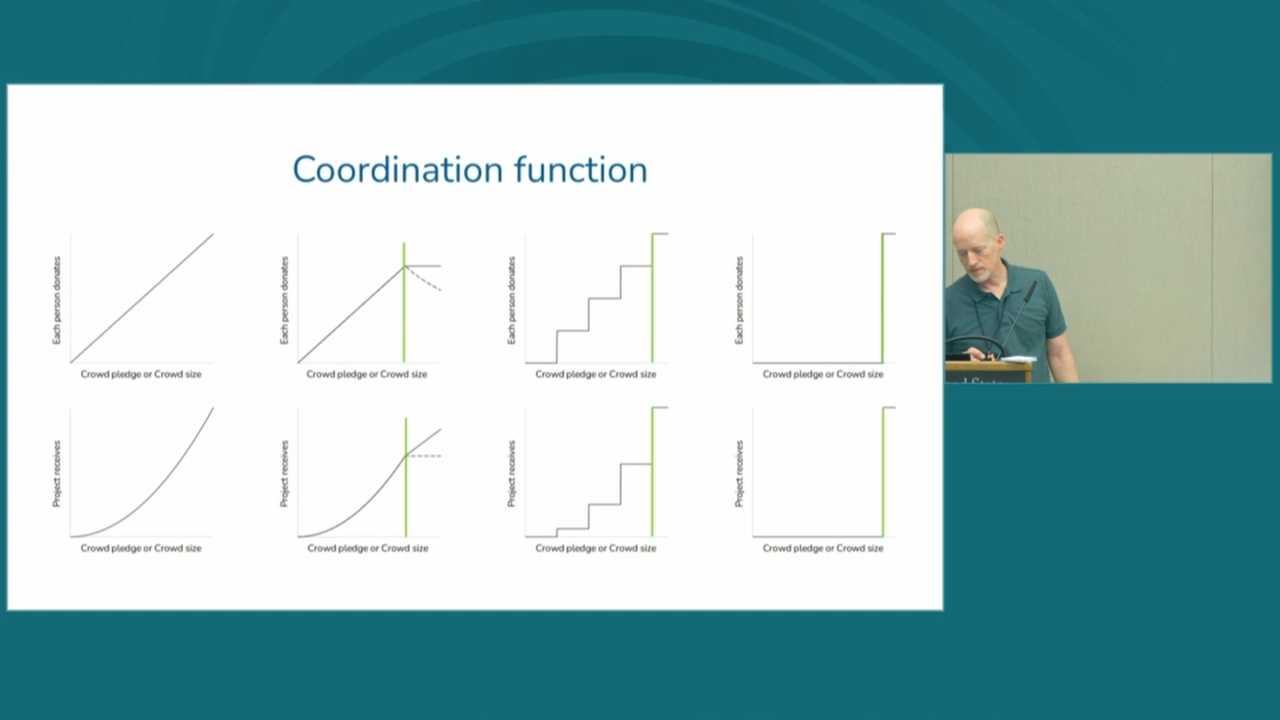 Coordination function
Each person donates
Crowd pledge or Crowd size
Each person donates
Crowd pledge or Crowd size
Each person donates
Crowd pledge or Crowd size
Each person donates
Crowd pledge or Crowd size
Project receives
Crowd pledge or Crowd size
Project receives
Crowd pledge or Crowd size
Project receives
Crowd pledge or Crowd size
Project receives
Crowd pledge or Crowd size
State